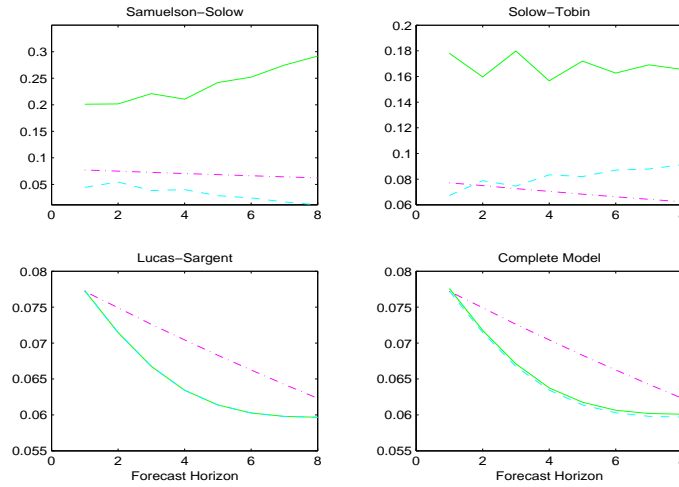 Samuelson−Solow
0.3
0.25
0.2
0.15
0.1
0.05
0 2 4 6 8
Solow−Tobin
0.2
0.18
0.16
0.14
0.12
0.1
0.08
0.06
0 2 4 6
Lucas−Sargent
0.08
0.075
0.07
0.065
0.06
0.055
0 2 4 6 8
Forecast Horizon
Complete Model
0.08
0.075
0.07
0.065
0.06
0.055
0 2 4 6
Forecast Horizon